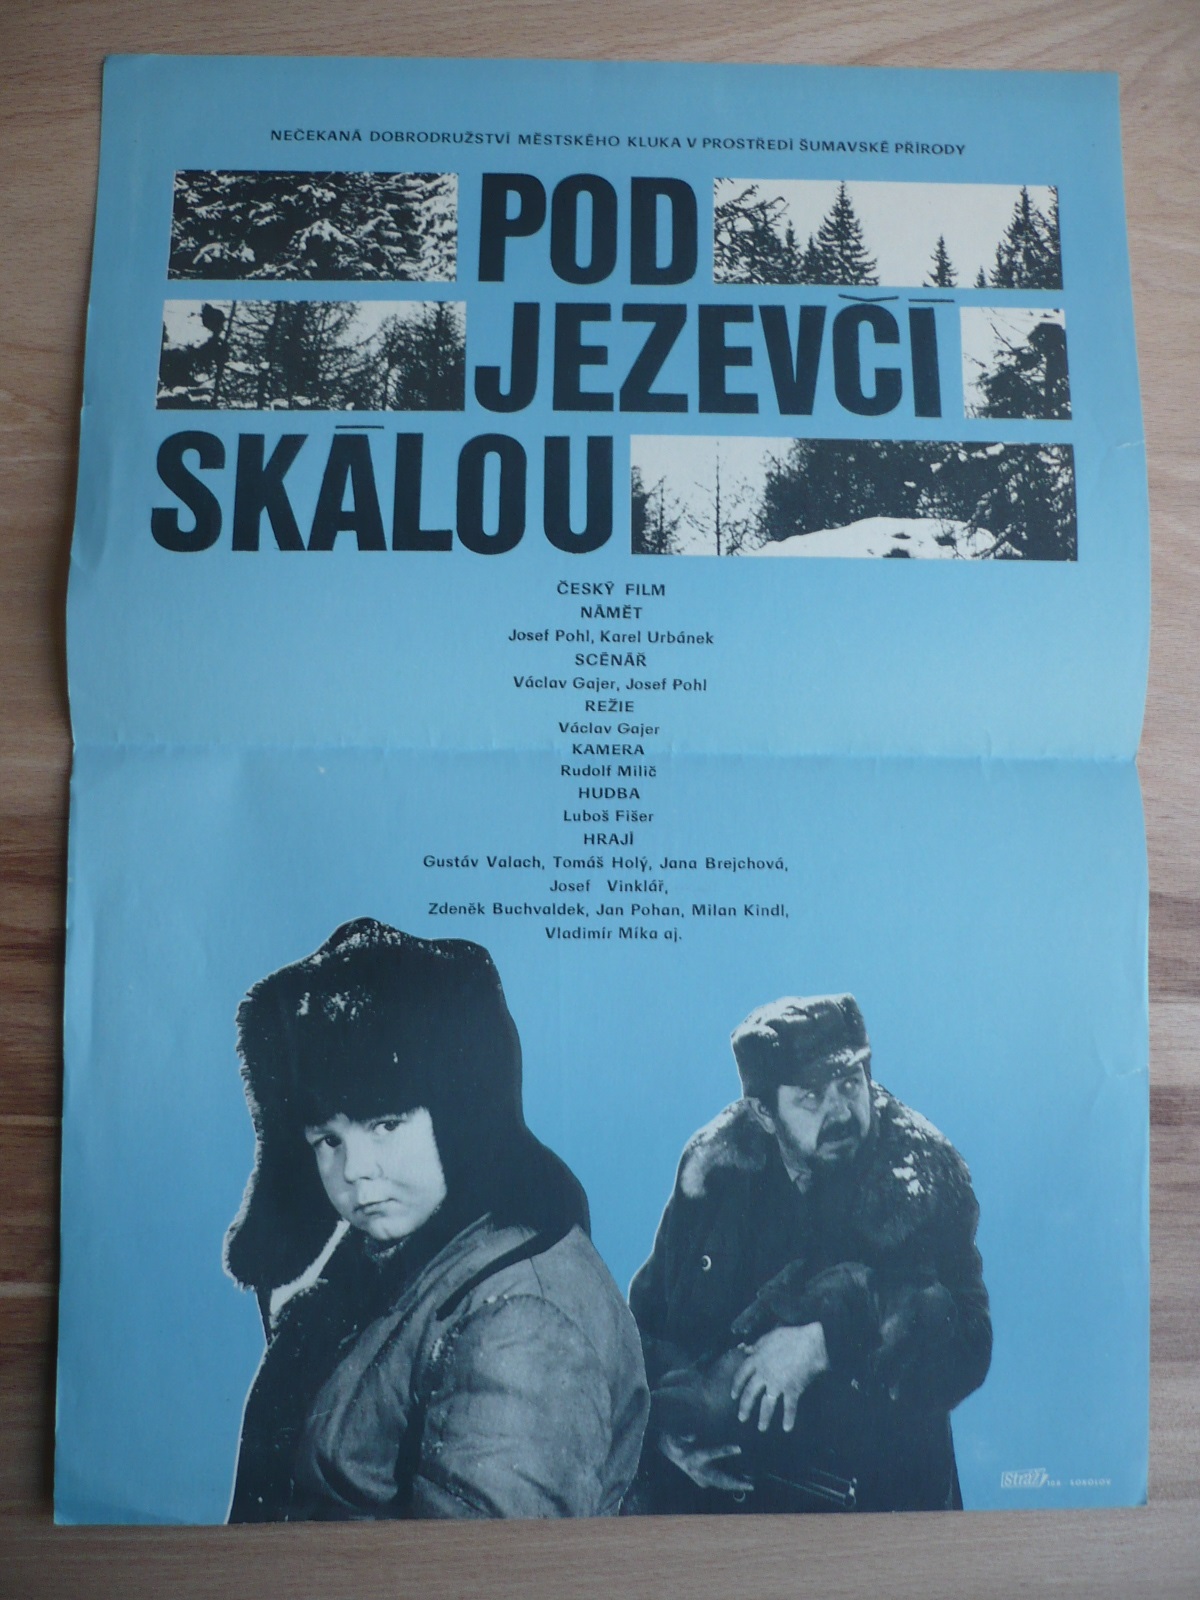 NEČEKANÁ DOBRODRUŽSTVÍ MĚSTSKÉHO KLUKA V PROSTŘEDÍ ŠUMAVSKÉ PŘÍRODY
POD
JEZEVČÍ
SKÁLOU
ČESKÝ FILM
NÁMĚT
Josef Pohl, Karel Urbánek
SCÉNÁŘ
Václav Gajer, Josef Pohl
REŽIE
Václav Gajer
KAMERA
Rudolf Milič
HUDBA
Luboš Fišer
HRAJÍ
Gustáv Valach, Tomáš Holý, Jana Brejchová,
Josef Vinklář,
Zdeněk Buchvaldek, Jan Pohan, Milan Kindl,
Vladimír Míka aj.
Stráž SOKOLOV